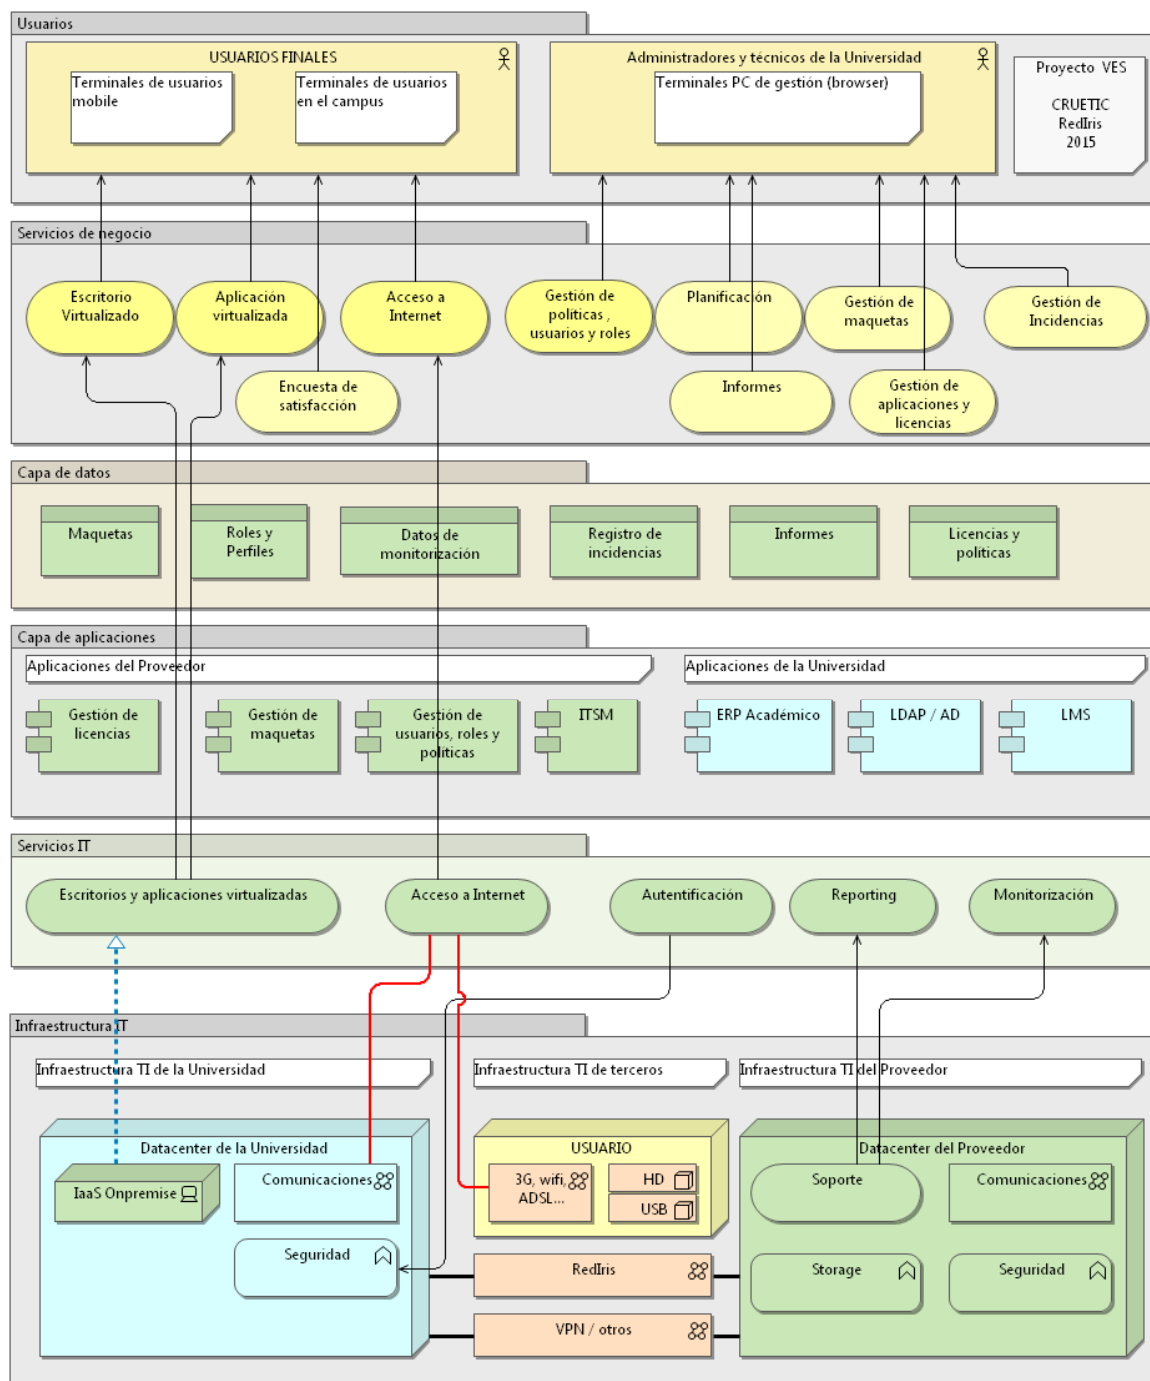 Usuarios
USUARIOS FINALES
Terminales de usuarios
mobile
Terminales de usuarios
en el campus
Administradores y técnicos de la Universidad
Terminales PC de gestión (browser)
Proyecto VES
CRUETIC
RedIris
2015
Servicios de negocio
Escritorio
Virtualizado
Aplicación
virtualizada
Acceso a
Internet
Gestión de
políticas ,
usuarios y roles
Planificación
Gestión de
maquetas
Gestión de
Incidencias
Encuesta de
satisfacción
Informes
Gestión de
aplicaciones y
licencias
Capa de datos
Maquetas
Roles y
Perfiles
Datos de
monitorización
Registro de
incidencias
Informes
Licencias y
políticas
Capa de aplicaciones
Aplicaciones del Proveedor
Aplicaciones de la Universidad
Gestión de
licencias
Gestión de
maquetas
Gestión de
usuarios, roles y
políticas
ITSM
ERP Académico
LDAP / AD
LMS
Servicios IT
Escritorios y aplicaciones virtualizadas
Acceso a Internet
Autentificación
Reporting
Monitorización
Infraestructura IT
Infraestructura TI de la Universidad
Infraestructura TI de terceros
Infraestructura TI del Proveedor
Datacenter de la Universidad
IaaS Onpremise
Comunicaciones
Seguridad
USUARIO
3G, wifi,
ADSL...
HD
USB
RedIris
VPN / otros
Datacenter del Proveedor
Soporte
Comunicaciones
Storage
Seguridad